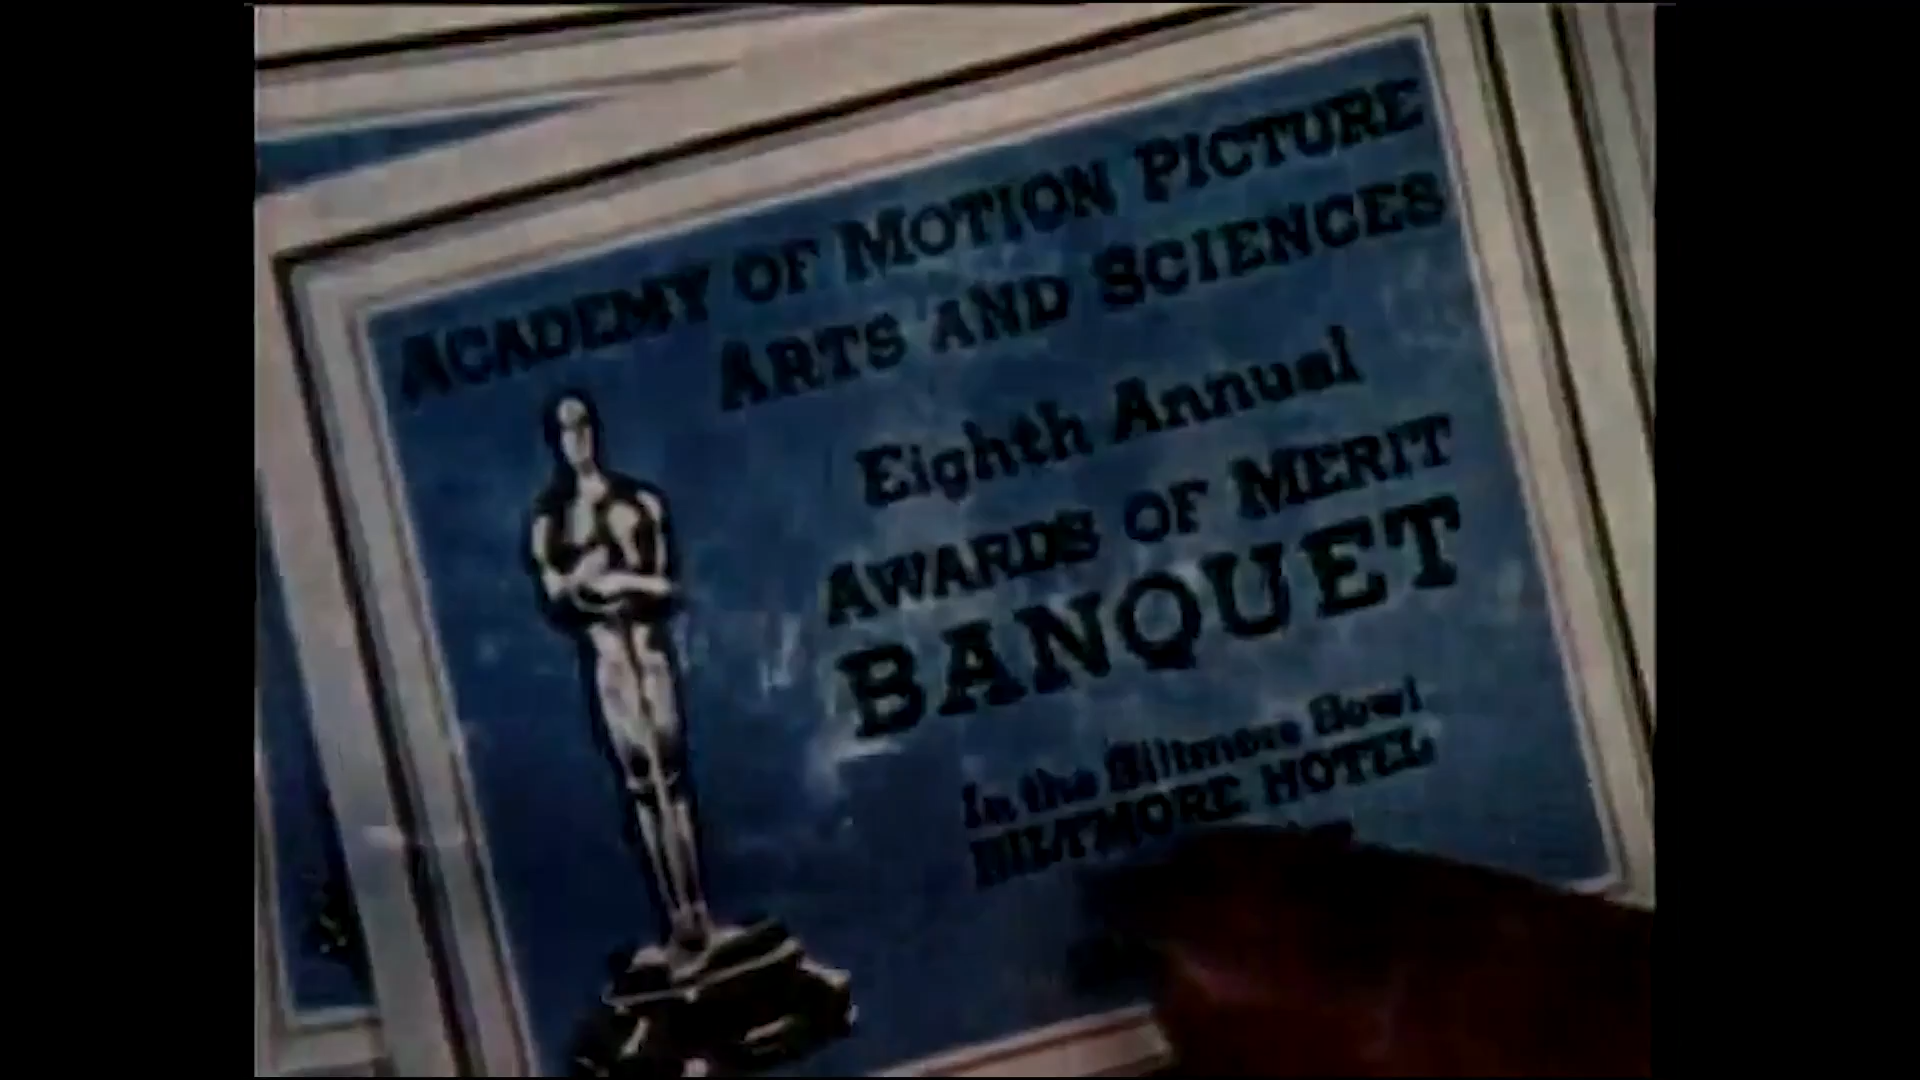 ACADEMY OF MOTION PICTURE
ARTS AND SCIENCES
Eighth Annual
AWARDS OF MERIT
BANQUET
In the Biltmore Bowl
BILTMORE HOTEL